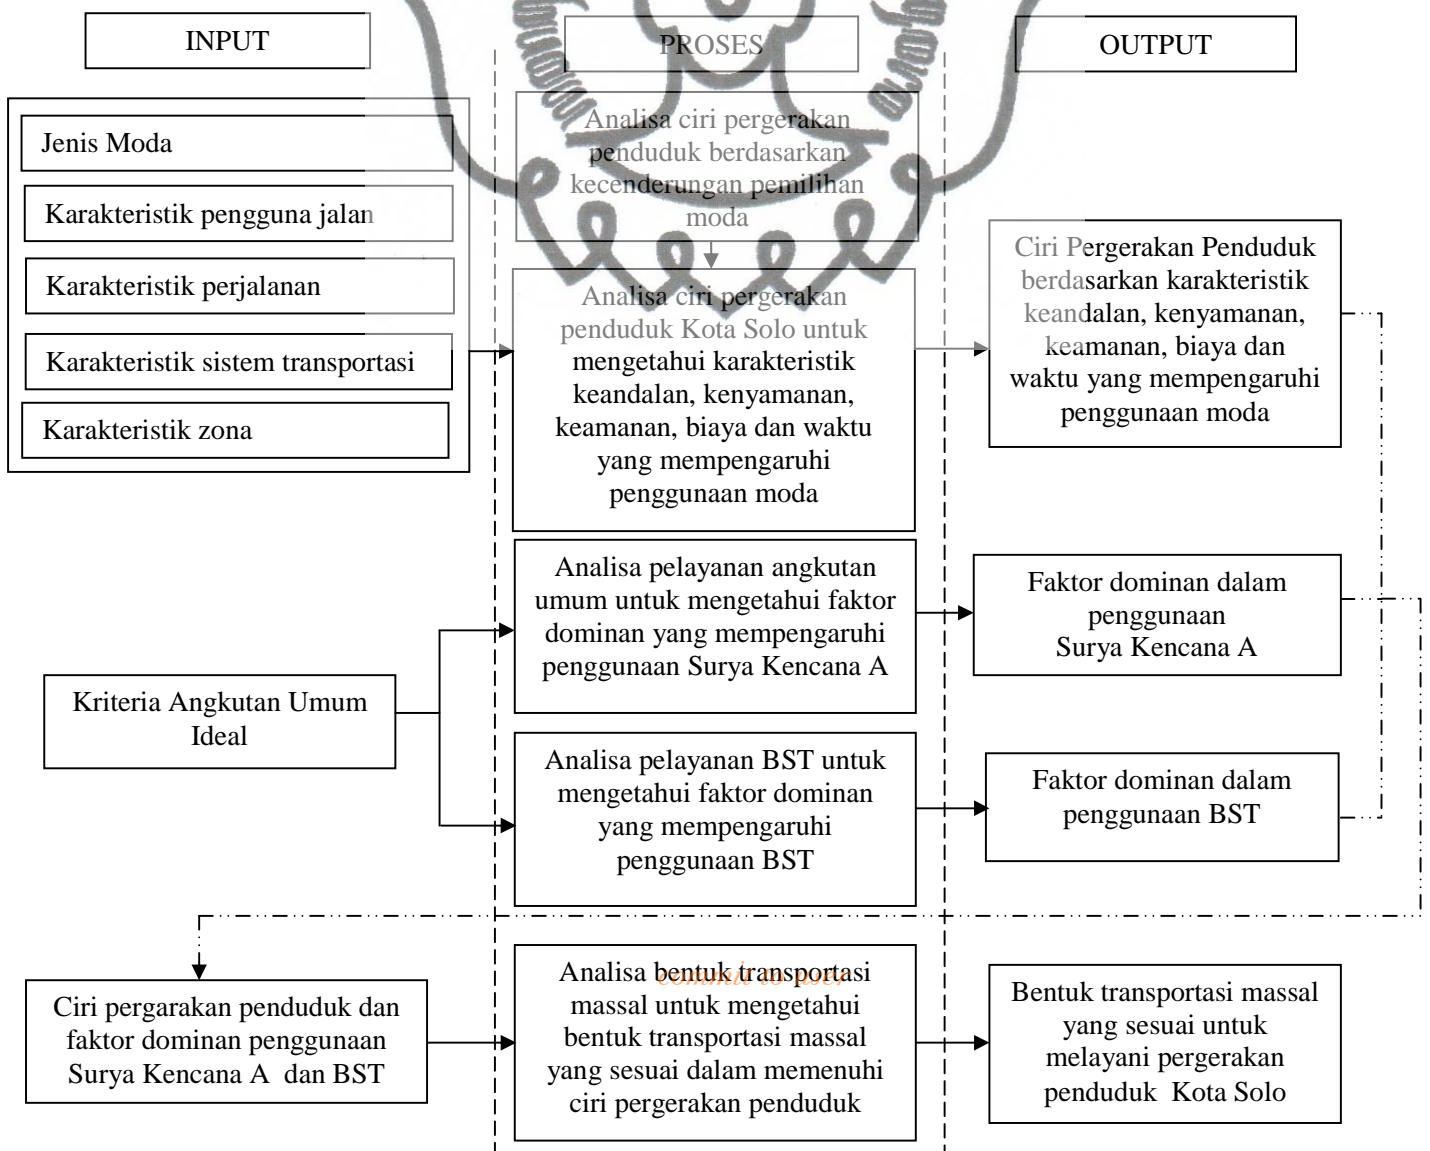 INPUT
PROSES
OUTPUT
Jenis Moda
Karakteristik pengguna jalan
Karakteristik perjalanan
Karakteristik sistem transportasi
Karakteristik zona
Analisa ciri pergerakan
penduduk berdasarkan
kecenderungan pemilihan
moda
Analisa ciri pergerakan
penduduk Kota Solo untuk
mengetahui karakteristik
keandalan, kenyamanan,
keamanan, biaya dan waktu
yang mempengaruhi
penggunaan moda
Ciri Pergerakan Penduduk
berdasarkan karakteristik
keandalan, kenyamanan,
keamanan, biaya dan
waktu yang mempengaruhi
penggunaan moda
Kriteria Angkutan Umum
Ideal
Analisa pelayanan angkutan
umum untuk mengetahui faktor
dominan yang mempengaruhi
penggunaan Surya Kencana A
Faktor dominan dalam
penggunaan
Surya Kencana A
Analisa pelayanan BST untuk
mengetahui faktor dominan
yang mempengaruhi
penggunaan BST
Faktor dominan dalam
penggunaan BST
Ciri pergarakan penduduk dan
faktor dominan penggunaan
Surya Kencana A dan BST
Analisa bentuk transportasi
massal untuk mengetahui
bentuk transportasi massal
yang sesuai dalam memenuhi
ciri pergerakan penduduk
commit to user
Bentuk transportasi massal
yang sesuai untuk
melayani pergerakan
penduduk Kota Solo